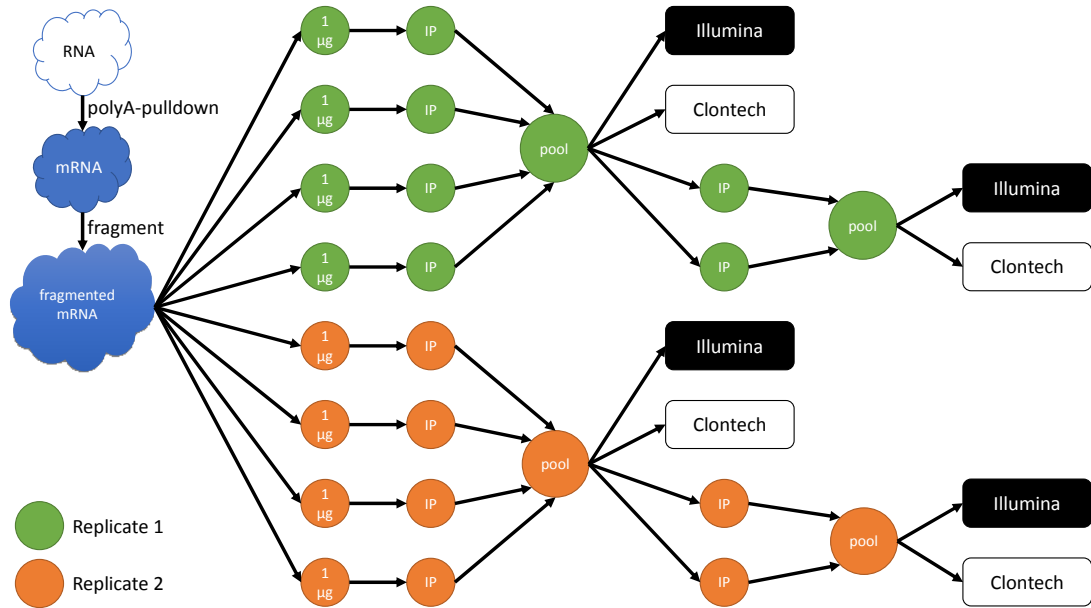 RNA
polyA-pulldown
mRNA
fragment
fragmented
mRNA
1
µg
IP
1
µg
IP
1
µg
IP
1
µg
IP
pool
Illumina
Clontech
IP
IP
pool
Illumina
Clontech
1
µg
IP
1
µg
IP
1
µg
IP
1
µg
IP
pool
Illumina
Clontech
IP
IP
pool
Illumina
Clontech
Replicate 1
Replicate 2